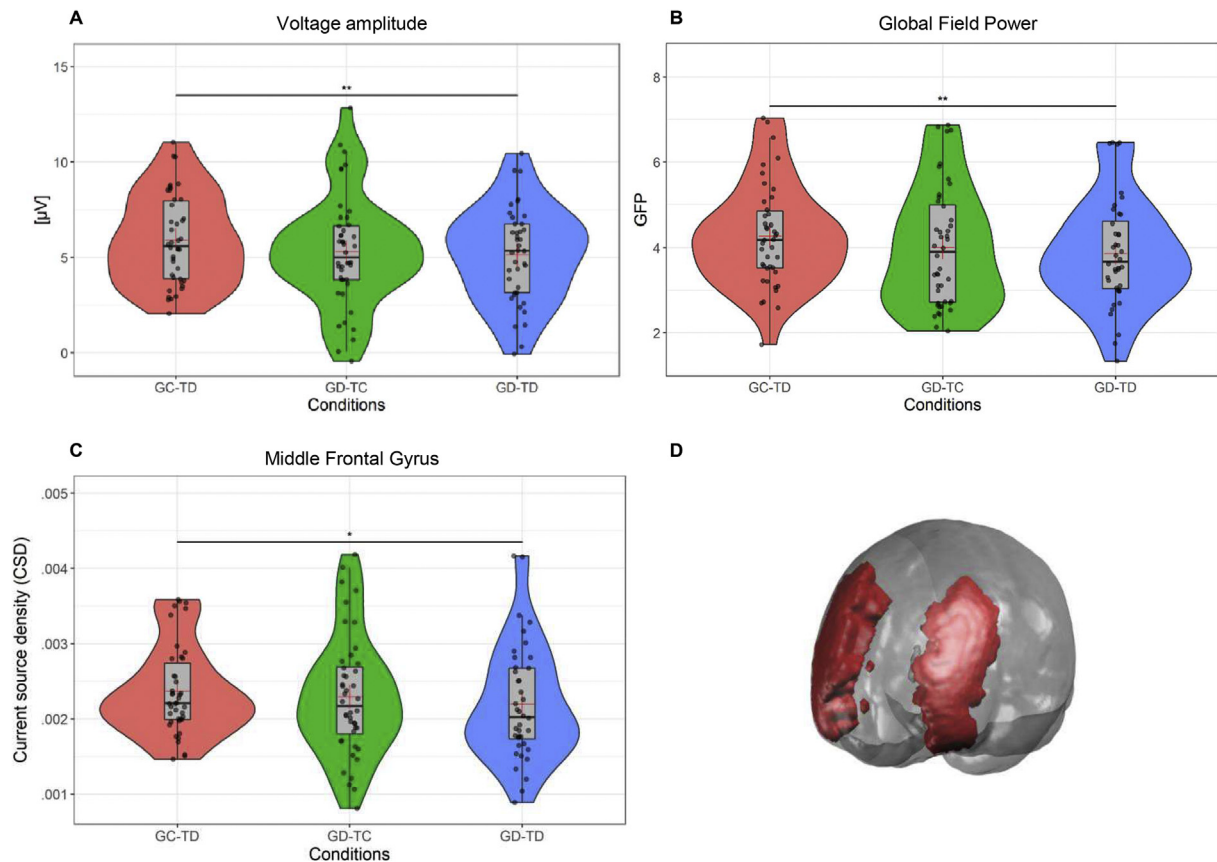 A
Voltage amplitude
15
10
5
0
[µV]
**
GC-TD
GD-TC
GD-TD
Conditions
B
Global Field Power
8
6
4
2
GFP
**
GC-TD
GD-TC
GD-TD
Conditions
C
Middle Frontal Gyrus
.005
.004
.003
.002
.001
Current source density (CSD)
*
GC-TD
GD-TC
GD-TD
Conditions
D